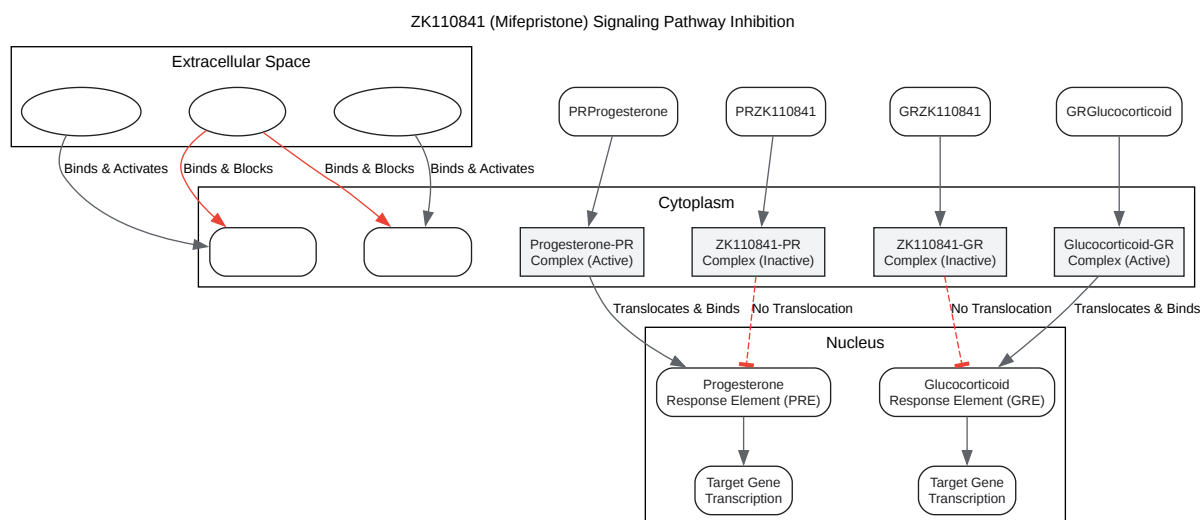 ZK110841 (Mifepristone) Signaling Pathway Inhibition
Extracellular Space
PRProgesterone
PRZK110841
GRZK110841
GRGlucocorticoid
Binds & Activates
Binds & Blocks
Binds & Blocks
Binds & Activates
Cytoplasm
Progesterone-PR
Complex (Active)
ZK110841-PR
Complex (Inactive)
ZK110841-GR
Complex (Inactive)
Glucocorticoid-GR
Complex (Active)
Translocates & Binds
No Translocation
No Translocation
Translocates & Binds
Nucleus
Progesterone
Response Element (PRE)
Glucocorticoid
Response Element (GRE)
Target Gene
Transcription
Target Gene
Transcription